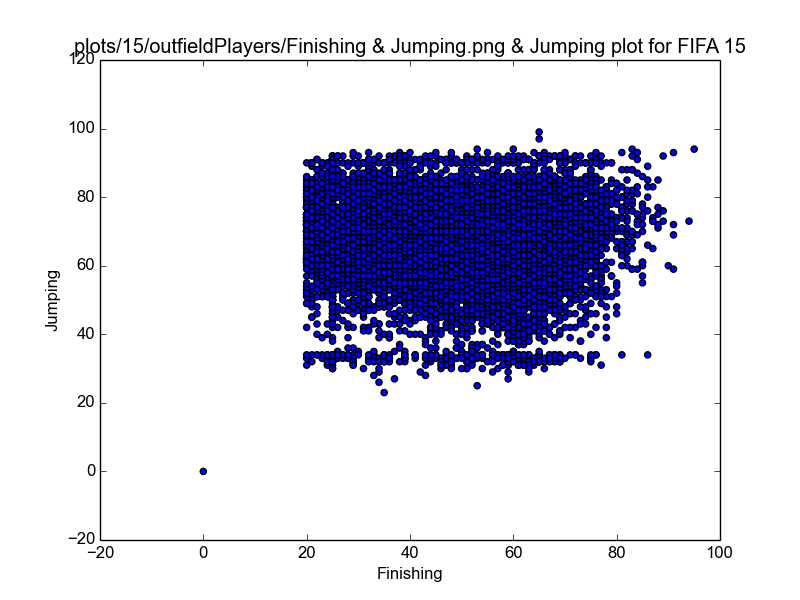 plots/15/outfieldPlayers/Finishing & Jumping.png & Jumping plot for FIFA 15
120
100
80
60
40
20
0
−20
Jumping
−20 0 20 40 60 80 100
Finishing